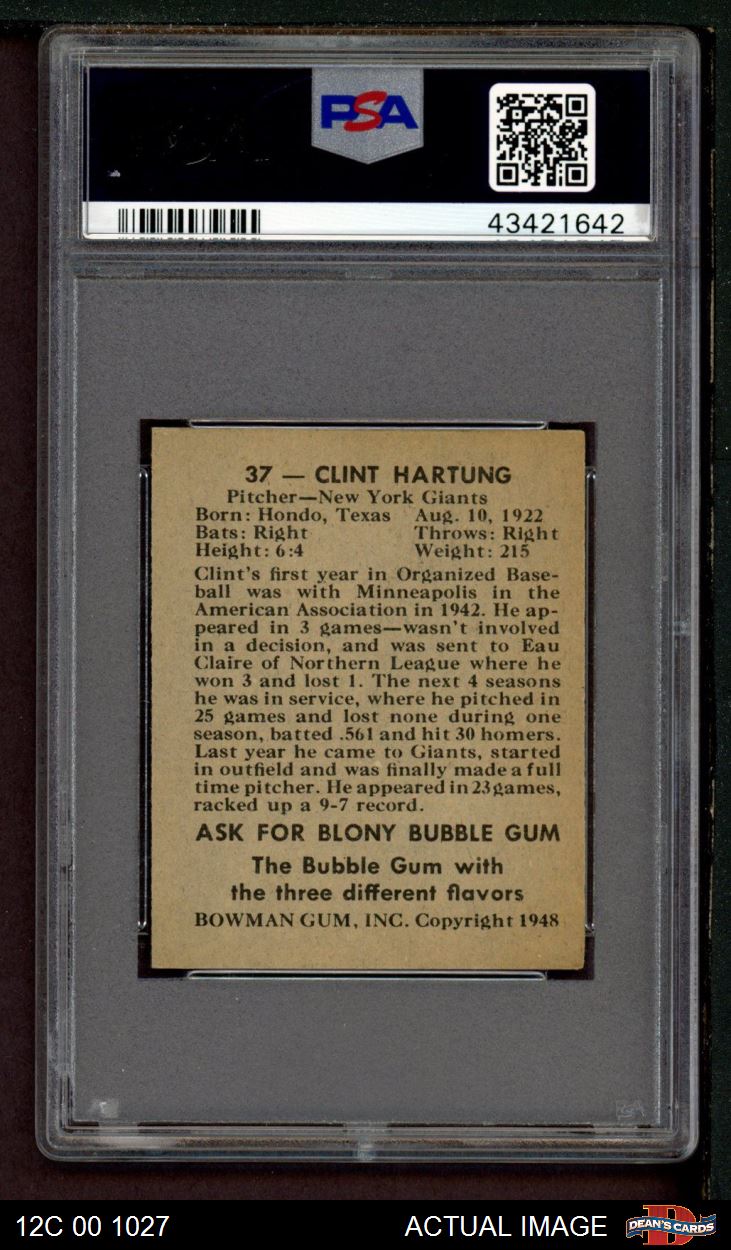 PSA
43421642
37 — CLINT HARTUNG
Pitcher—New York Giants
Born: Hondo, Texas Aug. 10, 1922
Bats: Right Throws: Right
Height: 6:4 Weight: 215
Clint's first year in Organized Base-
ball was with Minneapolis in the
American Association in 1942. He ap-
peared in 3 games—wasn't involved
in a decision, and was sent to Eau
Claire of Northern League where he
won 3 and lost 1. The next 4 seasons
he was in service, where he pitched in
25 games and lost none during one
season, batted .561 and hit 30 homers.
Last year he came to Giants, started
in outfield and was finally made a full
time pitcher. He appeared in 23 games,
racked up a 9-7 record.
ASK FOR BLONY BUBBLE GUM
The Bubble Gum with
the three different flavors
BOWMAN GUM, INC. Copyright 1948
12C 00 1027 ACTUAL IMAGE DEAN'S CARDS